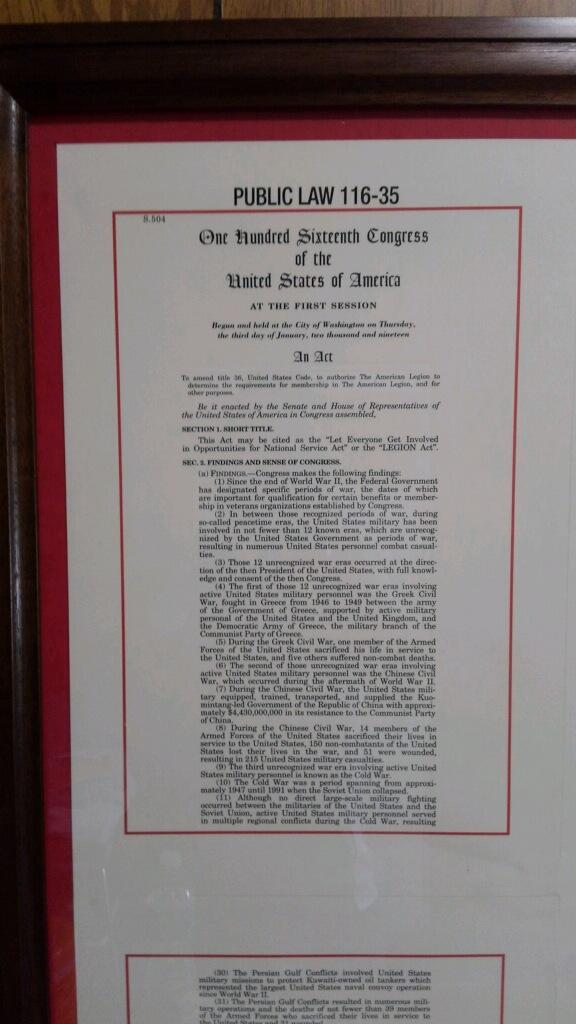 PUBLIC LAW 116-35
S.504
One Hundred Sixteenth Congress
of the
United States of America
AT THE FIRST SESSION
Begun and held at the City of Washington on Thursday,
the third day of January, two thousand and nineteen
An Act
To amend title 36, United States Code, to authorize The American Legion to
determine the requirements for membership in The American Legion, and for
other purposes.
Be it enacted by the Senate and House of Representatives of
the United States of America in Congress assembled,
SECTION 1. SHORT TITLE.
This Act may be cited as the "Let Everyone Get Involved
in Opportunities for National Service Act" or the "LEGION Act".
SEC. 2. FINDINGS AND SENSE OF CONGRESS.
(a) FINDINGS.—Congress makes the following findings:
(1) Since the end of World War II, the Federal Government
has designated specific periods of war, the dates of which
are important for qualification for certain benefits or member-
ship in veterans organizations established by Congress.
(2) In between those recognized periods of war, during
so-called peacetime eras, the United States military has been
involved in not fewer than 12 known eras, which are unrecog-
nized by the United States Government as periods of war,
resulting in numerous United States personnel combat casual-
ties.
(3) Those 12 unrecognized war eras occurred at the direc-
tion of the then President of the United States, with full knowl-
edge and consent of the then Congress.
(4) The first of those 12 unrecognized war eras involving
active United States military personnel was the Greek Civil
War, fought in Greece from 1946 to 1949 between the army
of the Government of Greece, supported by active military
personal of the United States and the United Kingdom, and
the Democratic Army of Greece, the military branch of the
Communist Party of Greece.
(5) During the Greek Civil War, one member of the Armed
Forces of the United States sacrificed his life in service to
the United States, and five others suffered non-combat deaths.
(6) The second of those unrecognized war eras involving
active United States military personnel was the Chinese Civil
War, which occurred during the aftermath of World War II.
(7) During the Chinese Civil War, the United States mili-
tary equipped, trained, transported, and supplied the Kuo-
mintang-led Government of the Republic of China with approxi-
mately $4,430,000,000 in its resistance to the Communist Party
of China.
(8) During the Chinese Civil War, 14 members of the
Armed Forces of the United States sacrificed their lives in
service to the United States, 150 non-combatants of the United
States lost their lives in the war, and 51 were wounded,
resulting in 215 United States military casualties.
(9) The third unrecognized war era involving active United
States military personnel is known as the Cold War.
(10) The Cold War was a period spanning from approxi-
mately 1947 until 1991 when the Soviet Union collapsed.
(11) Although no direct large-scale military fighting
occurred between the militaries of the United States and the
Soviet Union, active United States military personnel served
in multiple regional conflicts during the Cold War, resulting
(30) The Persian Gulf Conflicts involved United States
military missions to protect Kuwaiti-owned oil tankers which
represented the largest United States naval convoy operation
since World War II.
(31) The Persian Gulf Conflicts resulted in numerous mili-
tary operations and the deaths of not fewer than 39 members
of the Armed Forces who sacrificed their lives in service to
the United States and 31 wounded.